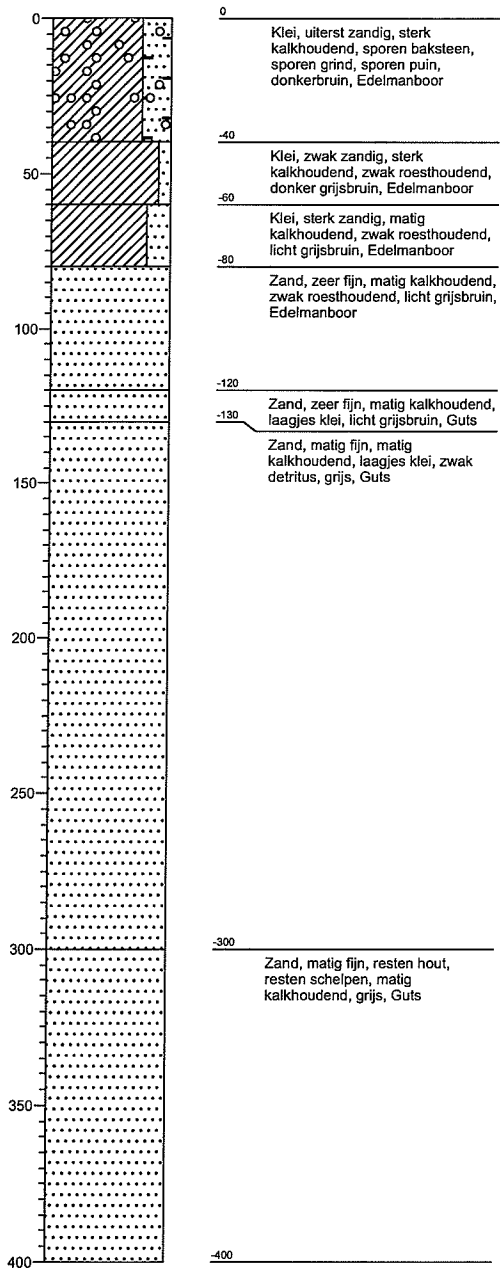 0
0
Klei, uiterst zandig, sterk
kalkhoudend, sporen baksteen,
sporen grind, sporen puin,
donkerbruin, Edelmanboor
-40
Klei, zwak zandig, sterk
kalkhoudend, zwak roesthoudend,
donker grijsbruin, Edelmanboor
50
-60
Klei, sterk zandig, matig
kalkhoudend, zwak roesthoudend,
licht grijsbruin, Edelmanboor
-80
Zand, zeer fijn, matig kalkhoudend,
zwak roesthoudend, licht grijsbruin,
Edelmanboor
100
-120
Zand, zeer fijn, matig kalkhoudend,
laagjes klei, licht grijsbruin, Guts
-130
Zand, matig fijn, matig
kalkhoudend, laagjes klei, zwak
detritus, grijs, Guts
150
200
250
300
-300
Zand, matig fijn, resten hout,
resten schelpen, matig
kalkhoudend, grijs, Guts
350
400
-400